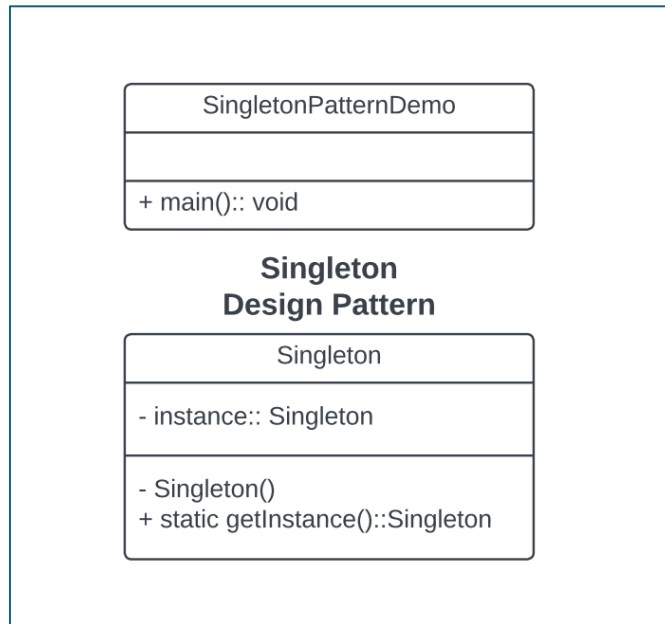 SingletonPatternDemo
+ main():: void
Singleton
Design Pattern
Singleton
- instance:: Singleton
- Singleton()
+ static getInstance()::Singleton